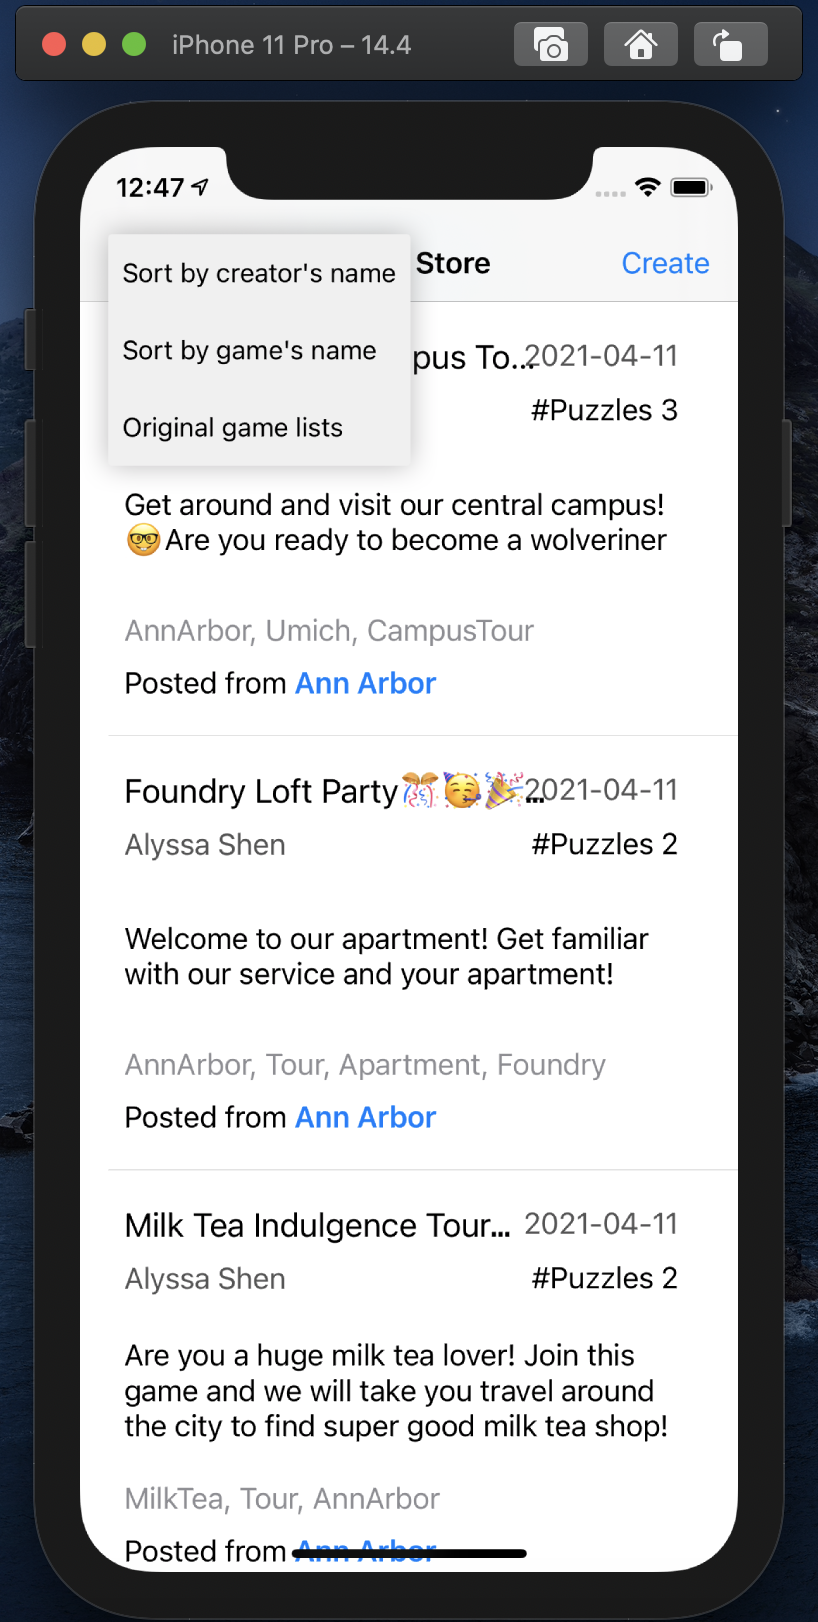 iPhone 11 Pro – 14.4
12:47
Store
Create
Sort by creator's name
Sort by game's name
Original game lists
pus To...
2021-04-11
#Puzzles 3
Get around and visit our central campus!
🤓Are you ready to become a wolveriner
AnnArbor, Umich, CampusTour
Posted from Ann Arbor
Foundry Loft Party🎊🥳🎉...
2021-04-11
Alyssa Shen
#Puzzles 2
Welcome to our apartment! Get familiar
with our service and your apartment!
AnnArbor, Tour, Apartment, Foundry
Posted from Ann Arbor
Milk Tea Indulgence Tour...
2021-04-11
Alyssa Shen
#Puzzles 2
Are you a huge milk tea lover! Join this
game and we will take you travel around
the city to find super good milk tea shop!
MilkTea, Tour, AnnArbor
Posted from Ann Arbor